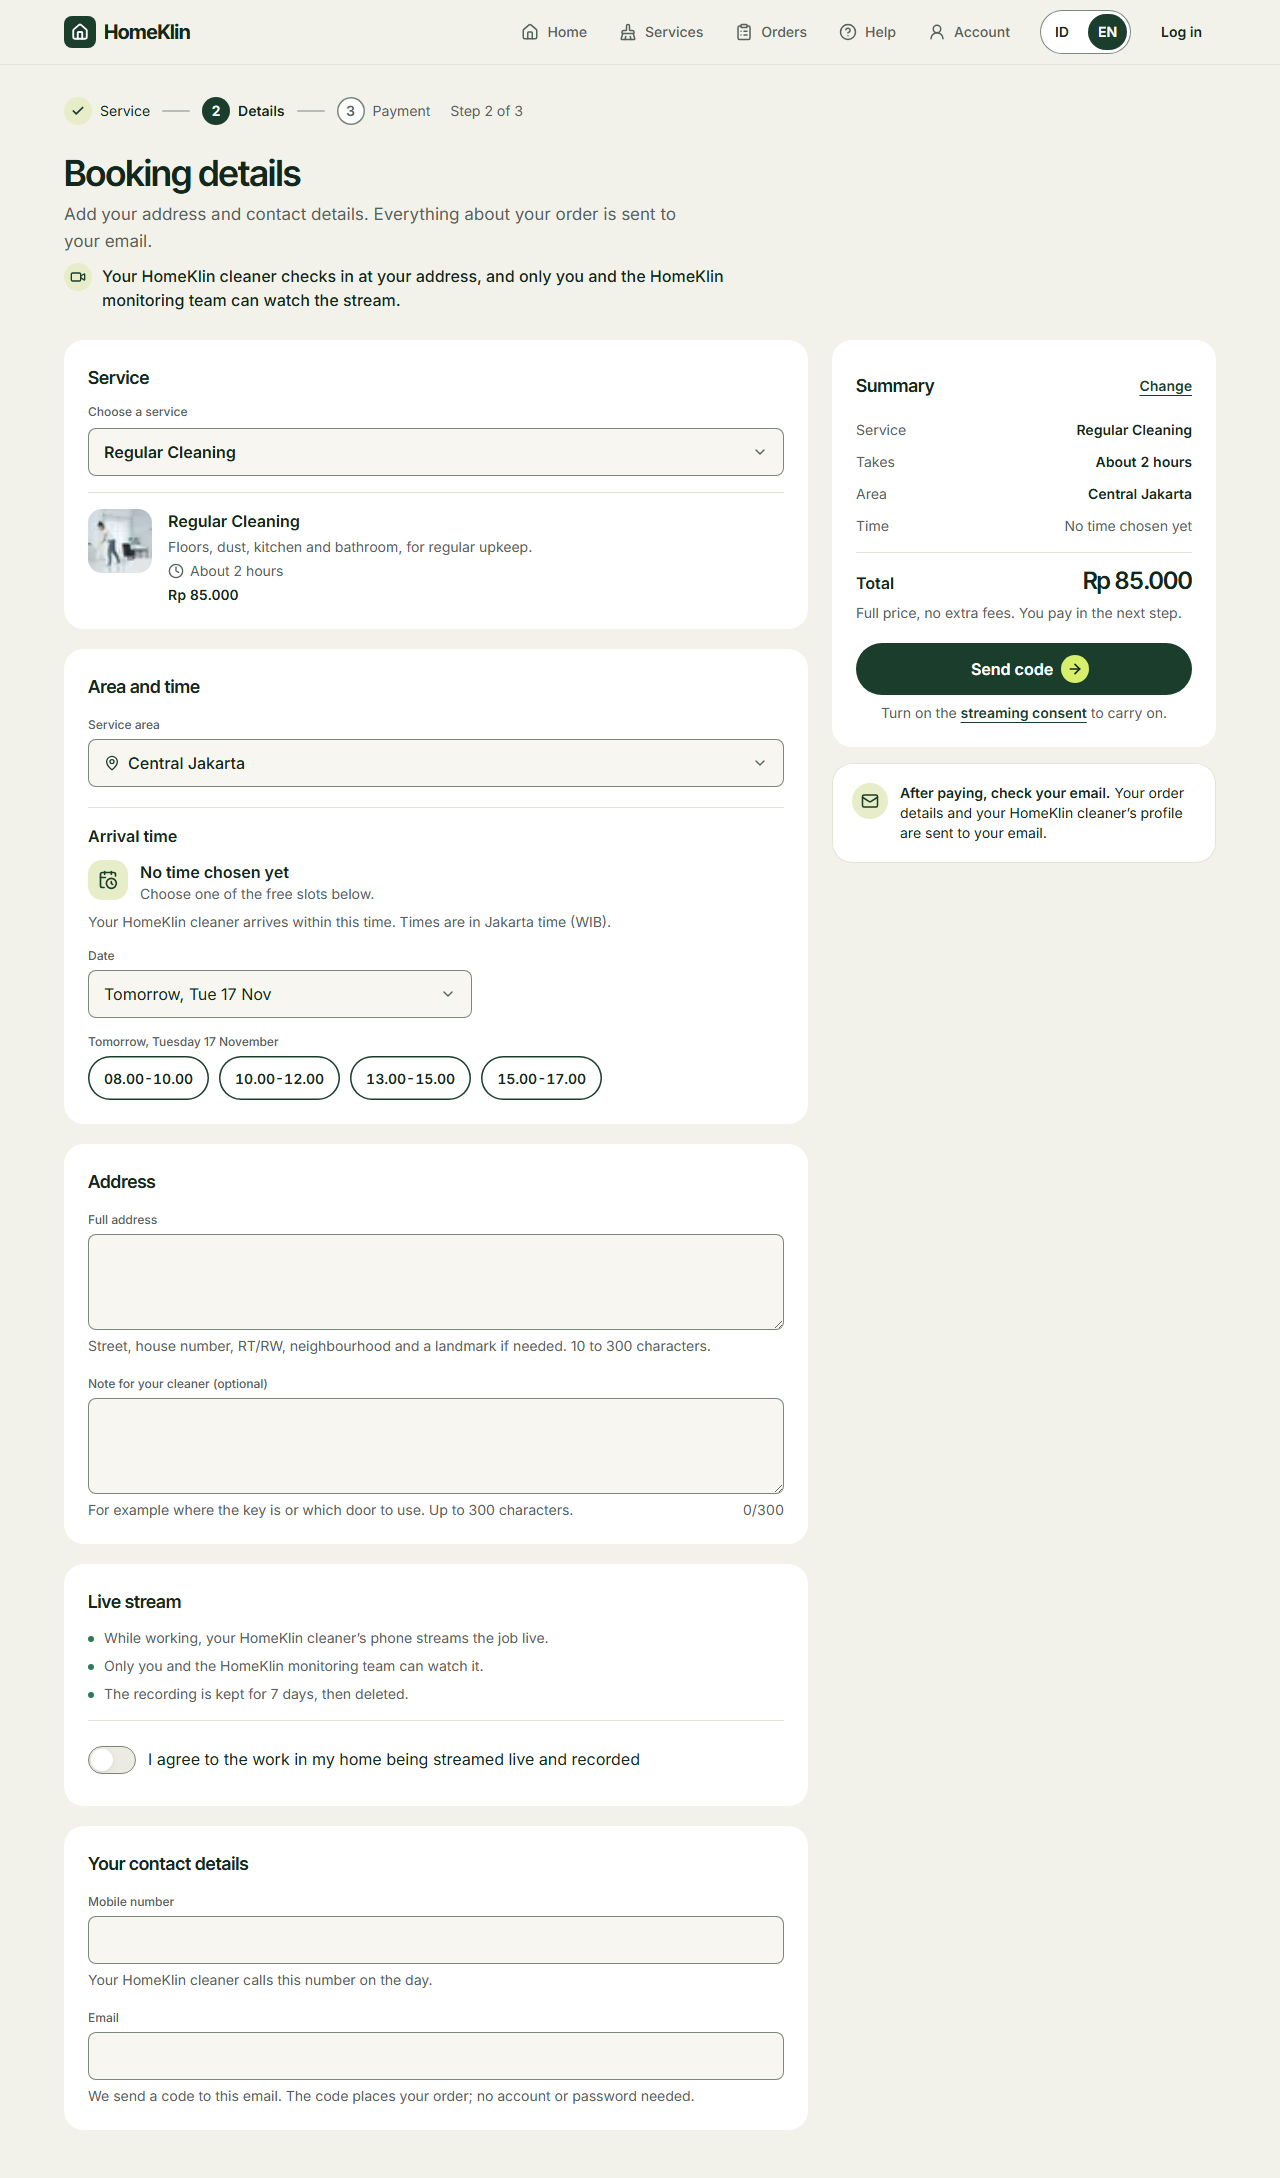 HomeKlin
Home
Services
Orders
Help
Account
ID
EN
Log in
Service
2
Details
3
Payment
Step 2 of 3
Booking details
Add your address and contact details. Everything about your order is sent to
your email.
Your HomeKlin cleaner checks in at your address, and only you and the HomeKlin
monitoring team can watch the stream.
Service
Choose a service
Regular Cleaning
Regular Cleaning
Floors, dust, kitchen and bathroom, for regular upkeep.
About 2 hours
Rp 85.000
Area and time
Service area
Central Jakarta
Arrival time
No time chosen yet
Choose one of the free slots below.
Your HomeKlin cleaner arrives within this time. Times are in Jakarta time (WIB).
Date
Tomorrow, Tue 17 Nov
Tomorrow, Tuesday 17 November
08.00-10.00
10.00-12.00
13.00-15.00
15.00-17.00
Address
Full address
Street, house number, RT/RW, neighbourhood and a landmark if needed. 10 to 300 characters.
Note for your cleaner (optional)
For example where the key is or which door to use. Up to 300 characters.
0/300
Live stream
While working, your HomeKlin cleaner’s phone streams the job live.
Only you and the HomeKlin monitoring team can watch it.
The recording is kept for 7 days, then deleted.
I agree to the work in my home being streamed live and recorded
Your contact details
Mobile number
Your HomeKlin cleaner calls this number on the day.
Email
We send a code to this email. The code places your order; no account or password needed.
Summary
Change
Service
Regular Cleaning
Takes
About 2 hours
Area
Central Jakarta
Time
No time chosen yet
Total
Rp 85.000
Full price, no extra fees. You pay in the next step.
Send code
Turn on the streaming consent to carry on.
After paying, check your email. Your order
details and your HomeKlin cleaner’s profile
are sent to your email.